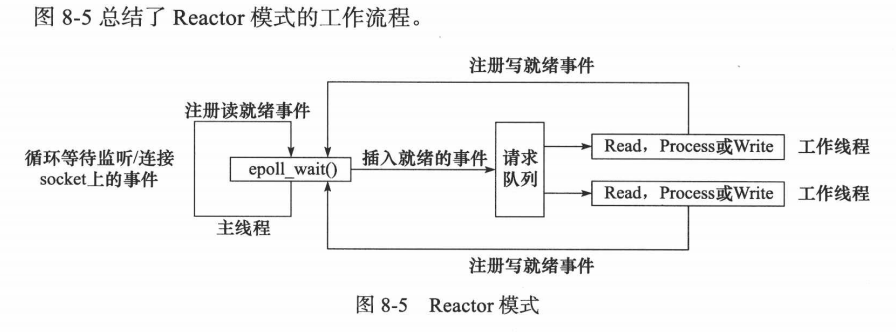 图 8-5 总结了 Reactor 模式的工作流程。
注册写就绪事件
注册读就绪事件
循环等待监听/连接
socket上的事件
epoll_wait()
插入就绪的事件
请求
队列
Read，Process或Write
工作线程
Read，Process或Write
工作线程
主线程
注册写就绪事件
图 8-5 Reactor 模式